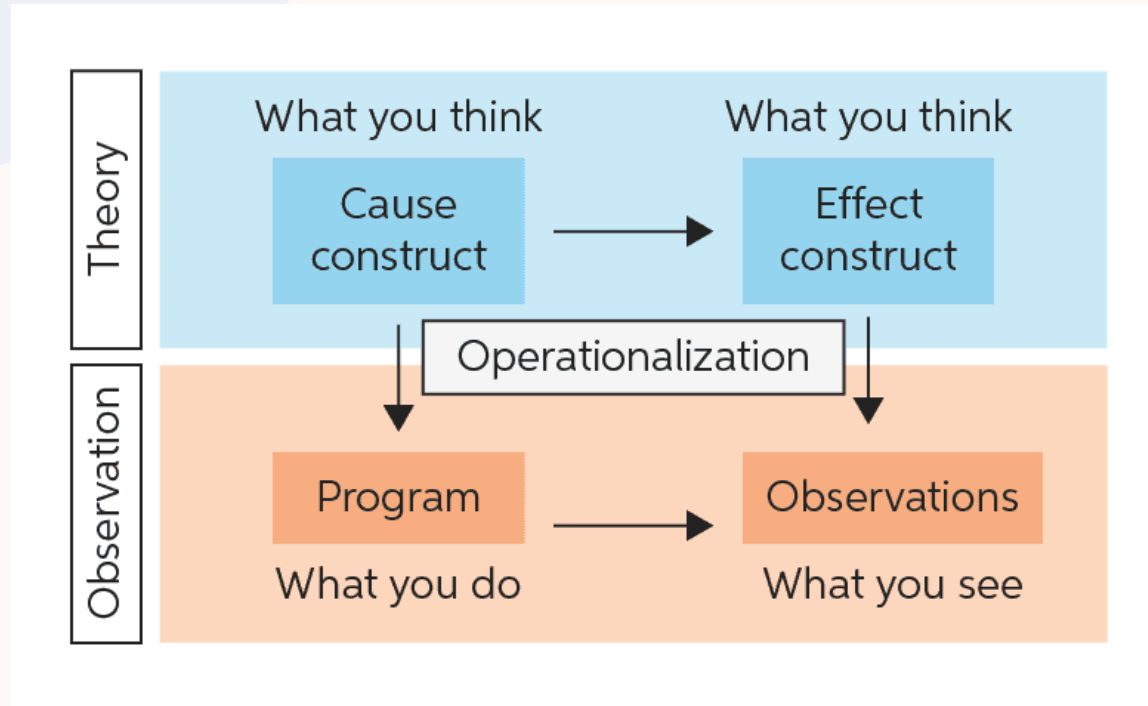 Theory
What you think
What you think
Cause
construct
Effect
construct
Operationalization
Observation
Program
Observations
What you do
What you see